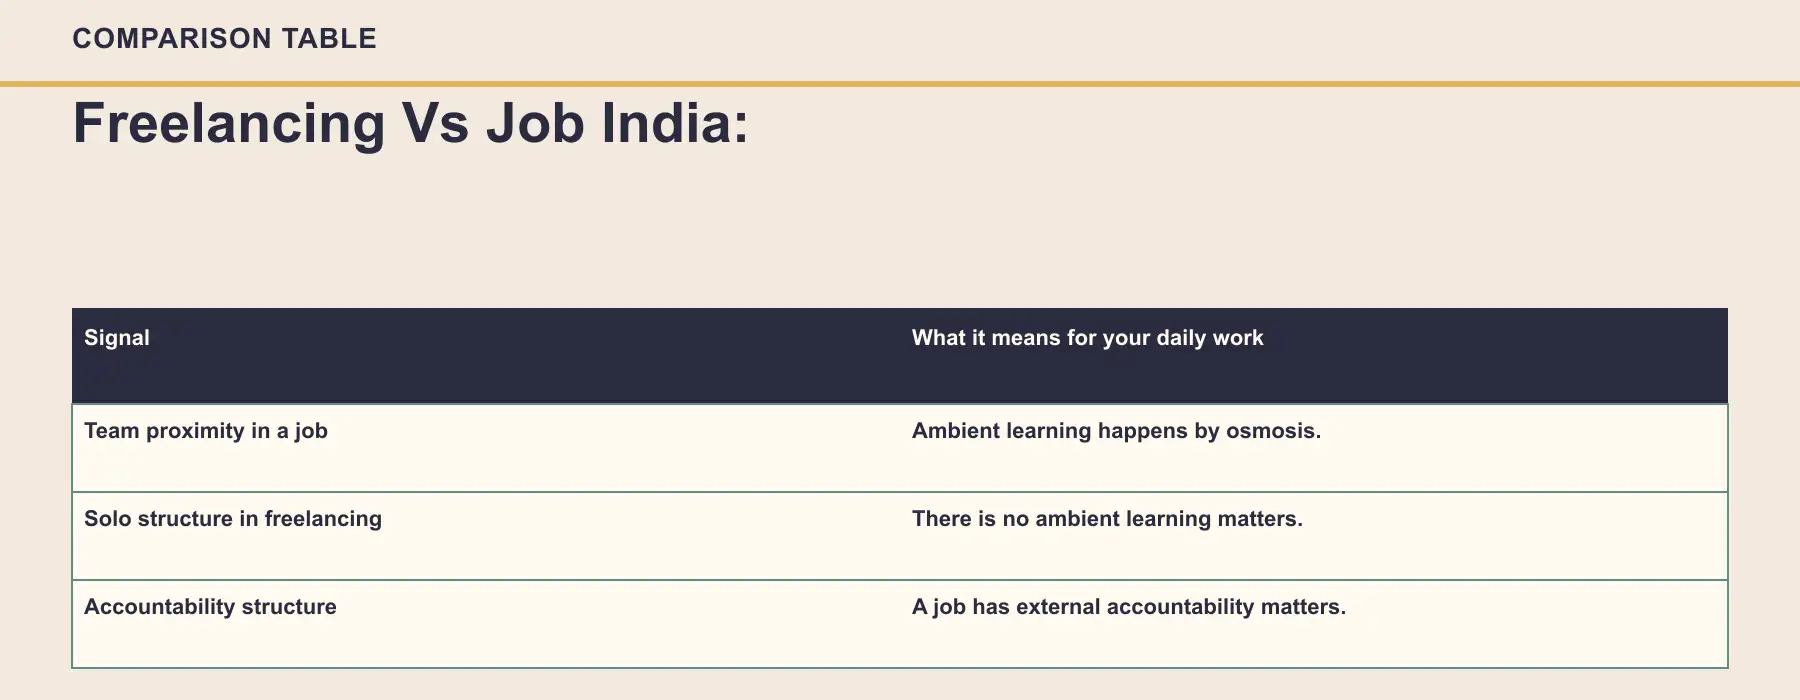 COMPARISON TABLE
Freelancing Vs Job India:
Signal
What it means for your daily work
Team proximity in a job
Ambient learning happens by osmosis.
Solo structure in freelancing
There is no ambient learning matters.
Accountability structure
A job has external accountability matters.